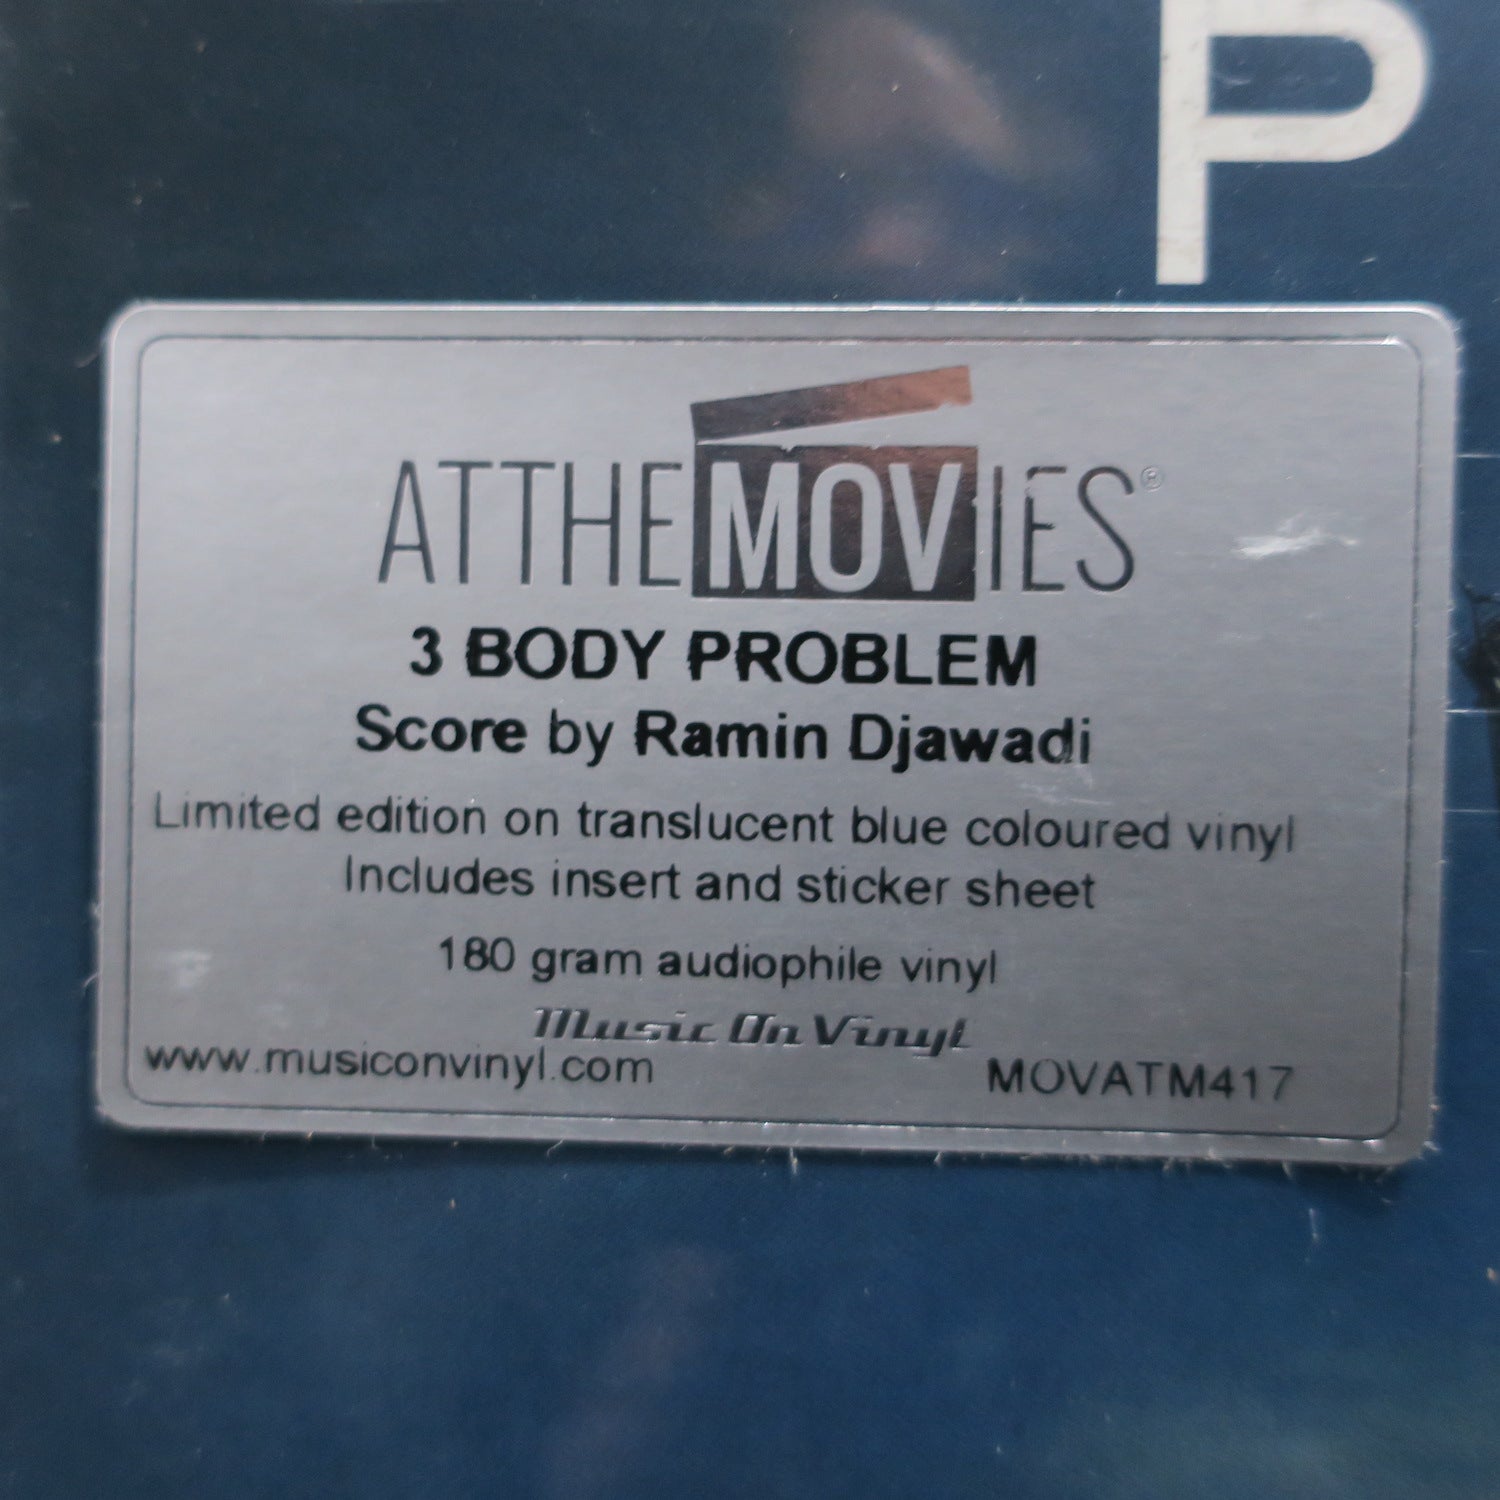 P
ATTHEMOVIES®
3 BODY PROBLEM
Score by Ramin Djawadi
Limited edition on translucent blue coloured vinyl
Includes insert and sticker sheet
180 gram audiophile vinyl
Music On Vinyl
www.musiconvinyl.com MOVATM417